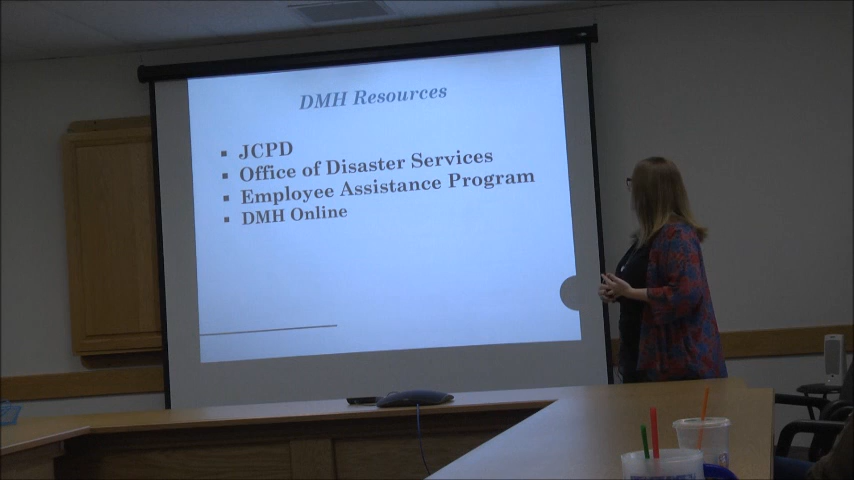 DMH Resources
JCPD
Office of Disaster Services
Employee Assistance Program
DMH Online